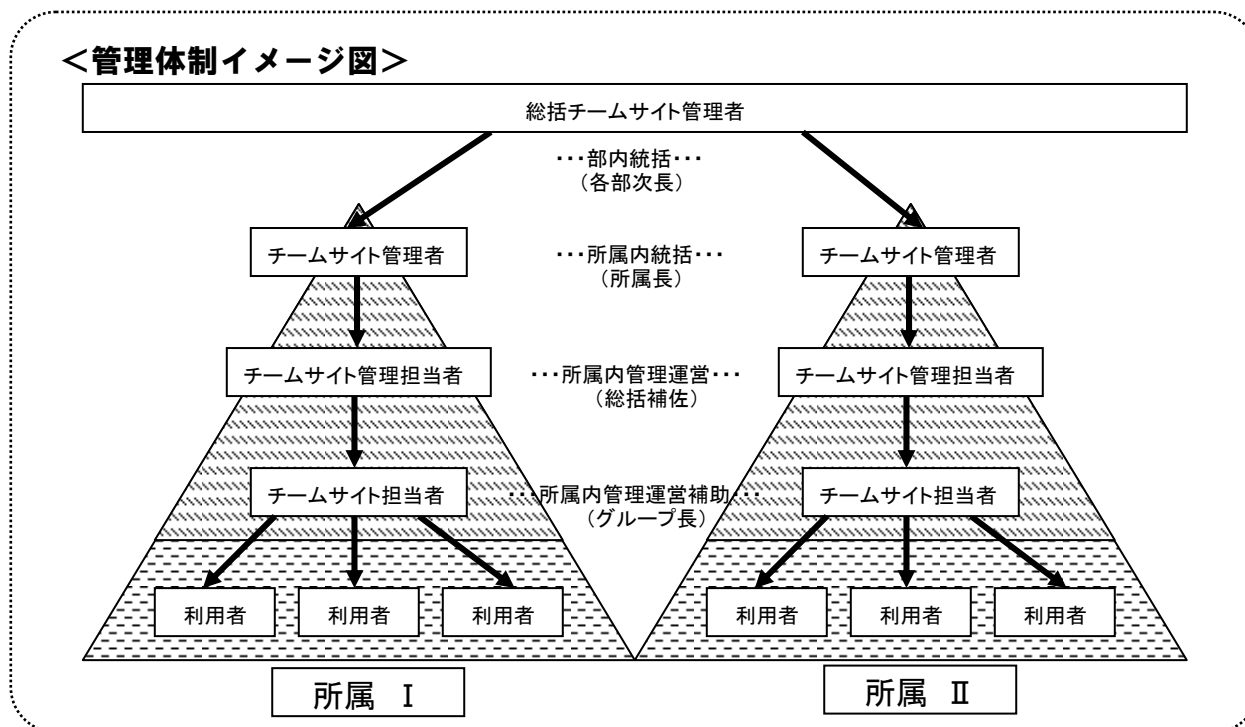 ＜管理体制イメージ図＞
総括チームサイト管理者
・・・部内統括・・・
（各部次長）
チームサイト管理者
・・・所属内統括・・・
（所属長）
チームサイト管理者
チームサイト管理担当者
・・・所属内管理運営・・・
（総括補佐）
チームサイト管理担当者
チームサイト担当者
・・・所属内管理運営補助・・・
（グループ長）
チームサイト担当者
利用者
利用者
利用者
利用者
利用者
利用者
所属 Ⅰ
所属 Ⅱ